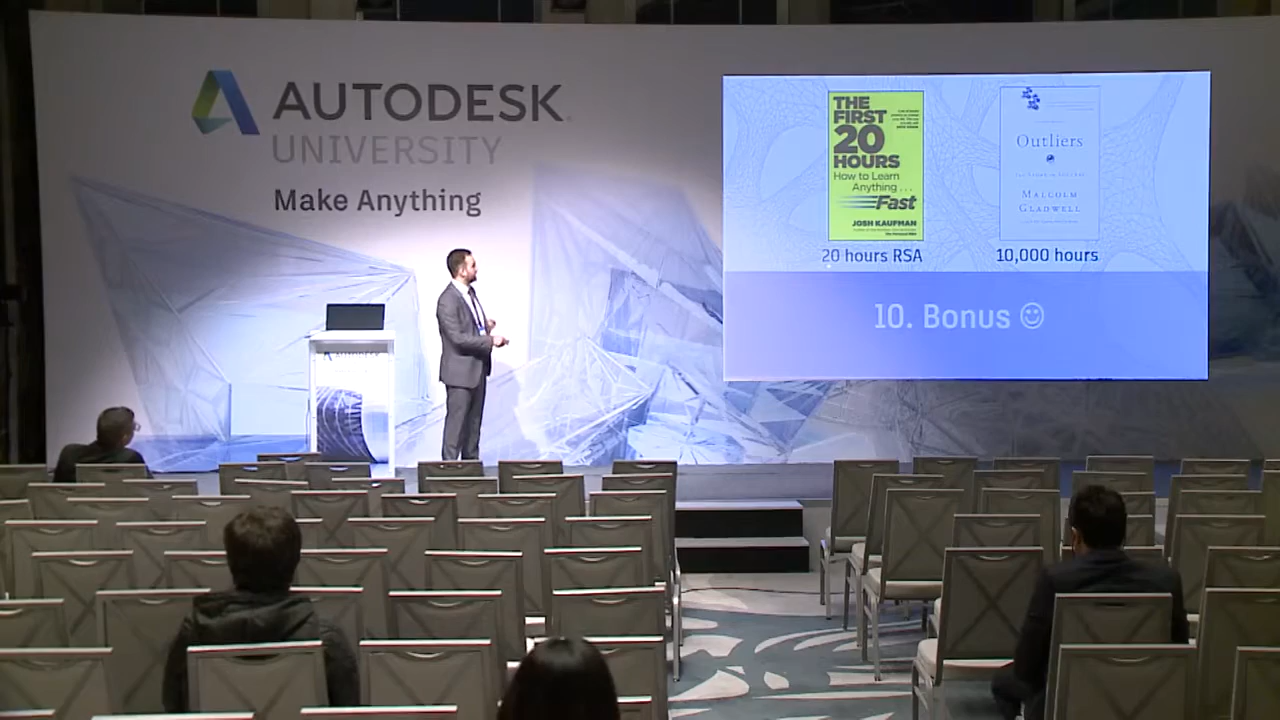 AUTODESK
UNIVERSITY
Make Anything
AUTODESK
THE
FIRST
20
HOURS
How to Learn
Anything . . .
Fast
JOSH KAUFMAN
20 hours RSA
Outliers
MALCOLM
GLADWELL
10,000 hours
10. Bonus ☺